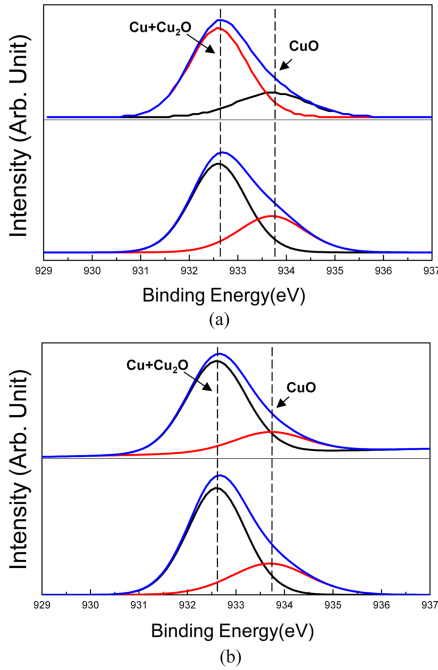 Intensity (Arb. Unit)
Cu+Cu₂O
CuO
929 930 931 932 933 934 935 936 937
Binding Energy(eV)
(a)
Intensity (Arb. Unit)
Cu+Cu₂O
CuO
929 930 931 932 933 934 935 936 937
Binding Energy(eV)
(b)